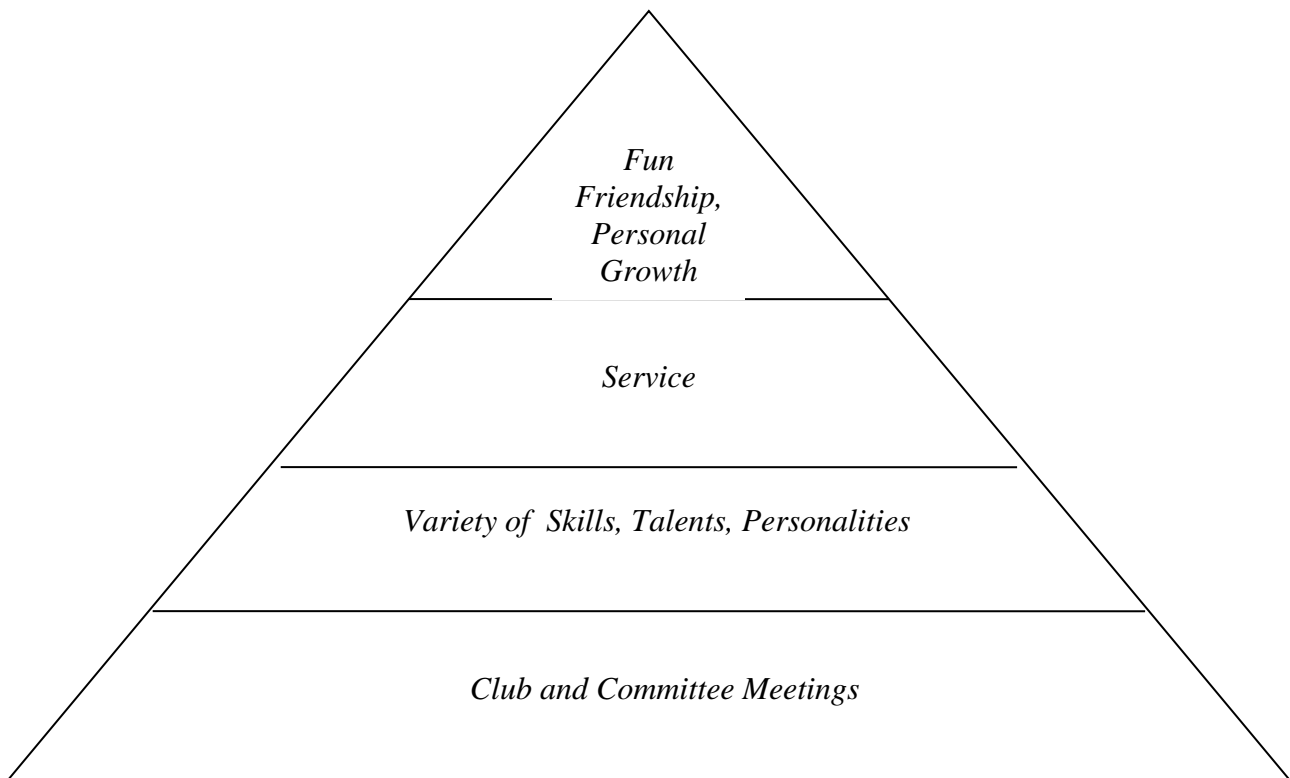 Fun
Friendship,
Personal
Growth
Service
Variety of  Skills, Talents, Personalities
Club and Committee Meetings